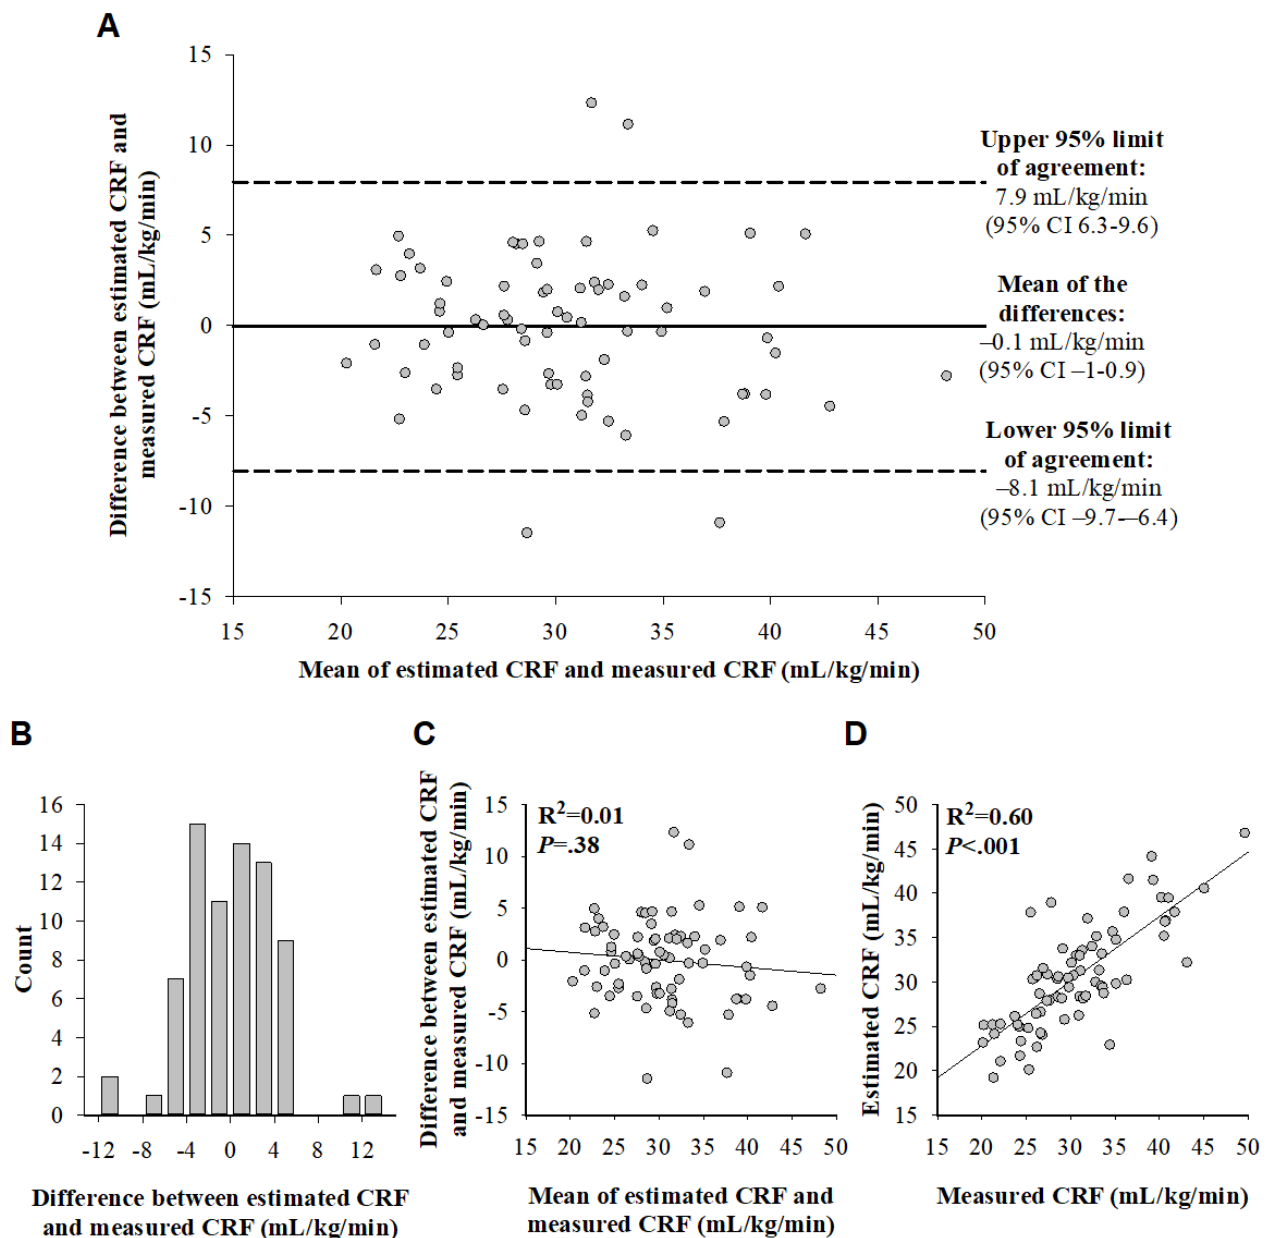 A
Difference between estimated CRF and
measured CRF (mL/kg/min)
15
10
5
0
-5
-10
-15
15 20 25 30 35 40 45 50
Mean of estimated CRF and measured CRF (mL/kg/min)
Upper 95% limit
of agreement:
7.9 mL/kg/min
(95% CI 6.3-9.6)
Mean of the
differences:
–0.1 mL/kg/min
(95% CI –1-0.9)
Lower 95% limit
of agreement:
–8.1 mL/kg/min
(95% CI –9.7-–6.4)
B
Count
16
14
12
10
8
6
4
2
0
-12 -8 -4 0 4 8 12
Difference between estimated CRF
and measured CRF (mL/kg/min)
C
Difference between estimated CRF
and measured CRF (mL/kg/min)
R²=0.01
P=.38
15
10
5
0
-5
-10
-15
15 20 25 30 35 40 45 50
Mean of estimated CRF and
measured CRF (mL/kg/min)
D
Estimated CRF (mL/kg/min)
R²=0.60
P<.001
50
45
40
35
30
25
20
15
15 20 25 30 35 40 45 50
Measured CRF (mL/kg/min)